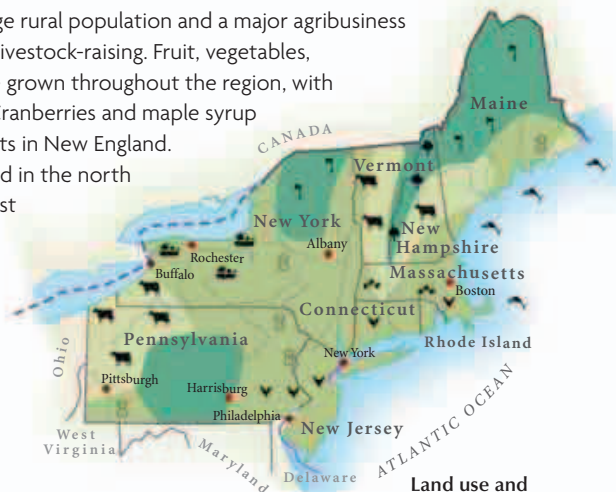 ge rural population and a major agribusiness
ivestock-raising. Fruit, vegetables,
grown throughout the region, with
ranberries and maple syrup
ts in New England.
d in the north
st
CANADA
Maine
Vermont
New York
New
Hampshire
Albany
Rochester
Buffalo
Massachusetts
Boston
Connecticut
Rhode Island
Pennsylvania
New York
Ohio
Pittsburgh
Harrisburg
Philadelphia
New Jersey
West
Virginia
Maryland
Delaware
ATLANTIC OCEAN
Land use and